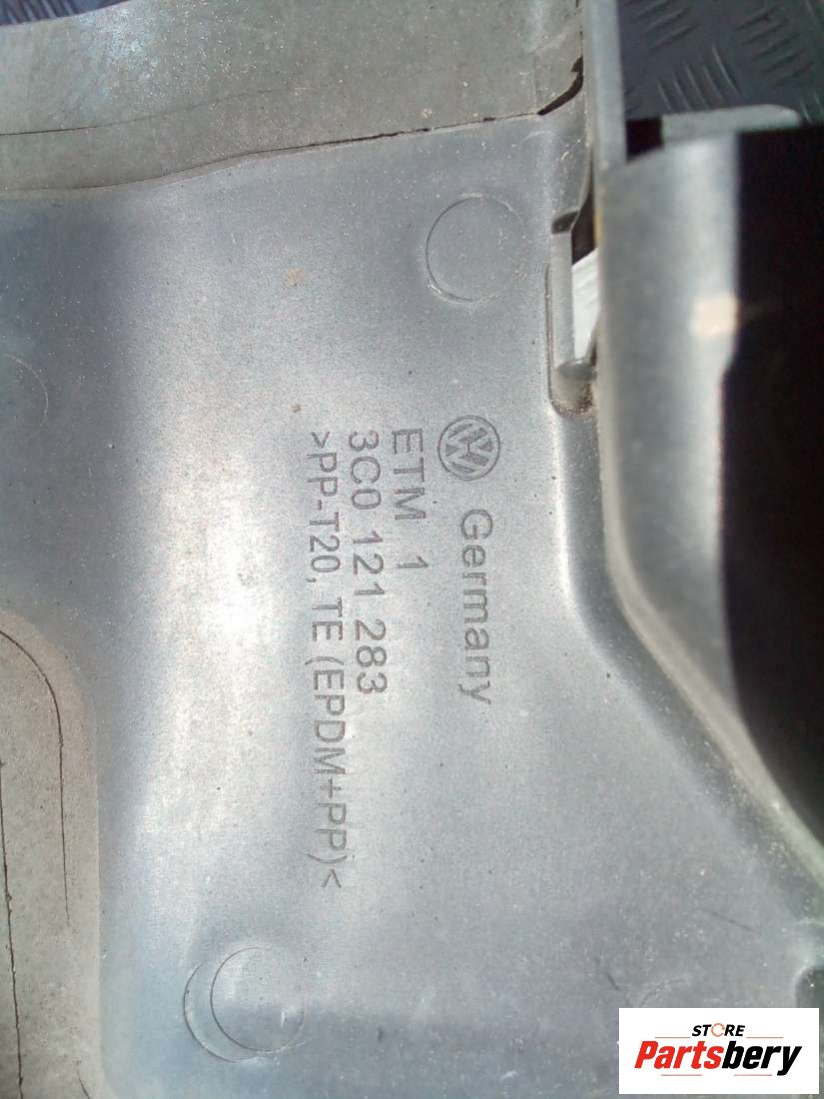 Germany
ETM 1
3C0 121 283
>PP-T20, TE (EPDM+PP)<
STORE
Partsbery